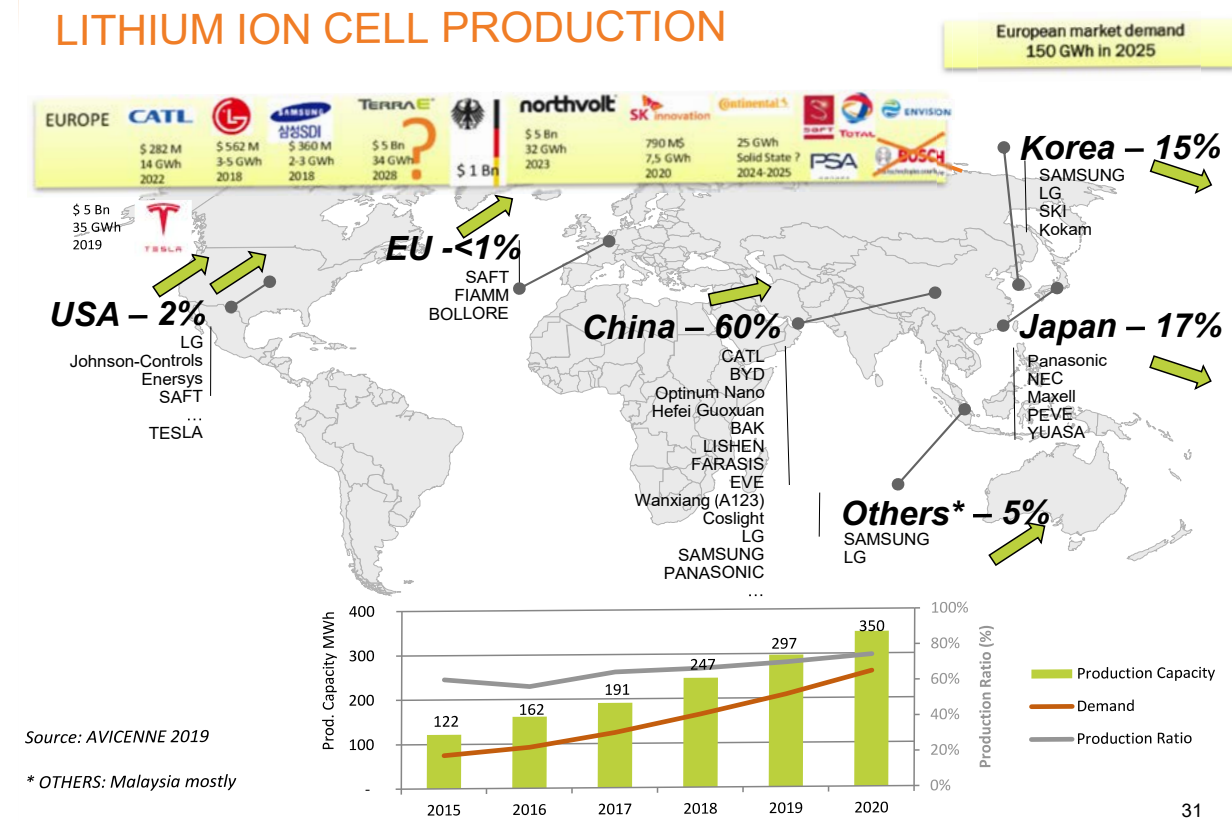 LITHIUM ION CELL PRODUCTION
European market demand
150 GWh in 2025
EUROPE
CATL
$ 282 M
14 GWh
2022
LG
$ 562 M
3-5 GWh
2018
SAMSUNG
삼성SDI
$ 360 M
2-3 GWh
2018
TERRAE
?
$ 5 Bn
34 GWh
2028
$ 1 Bn
northvolt
$ 5 Bn
32 GWh
2023
SK innovation
790 M$
7,5 GWh
2020
Continental
25 GWh
Solid State ?
2024-2025
SAFT
TOTAL
ENVISION
PSA
BOSCH
$ 5 Bn
35 GWh
2019
TESLA
Korea – 15%
SAMSUNG
LG
SKI
Kokam
EU -<1%
SAFT
FIAMM
BOLLORE
USA – 2%
LG
Johnson-Controls
Enersys
SAFT
…
TESLA
China – 60%
CATL
BYD
Optinum Nano
Hefei Guoxuan
BAK
LISHEN
FARASIS
EVE
Wanxiang (A123)
Coslight
LG
SAMSUNG
PANASONIC
…
Japan – 17%
Panasonic
NEC
Maxell
PEVE
YUASA
Others* – 5%
SAMSUNG
LG
Prod. Capacity MWh
400
300
200
100
-
122
162
191
247
297
350
2015
2016
2017
2018
2019
2020
100%
80%
60%
40%
20%
0%
Production Ratio (%)
Production Capacity
Demand
Production Ratio
Source: AVICENNE 2019
* OTHERS: Malaysia mostly
31